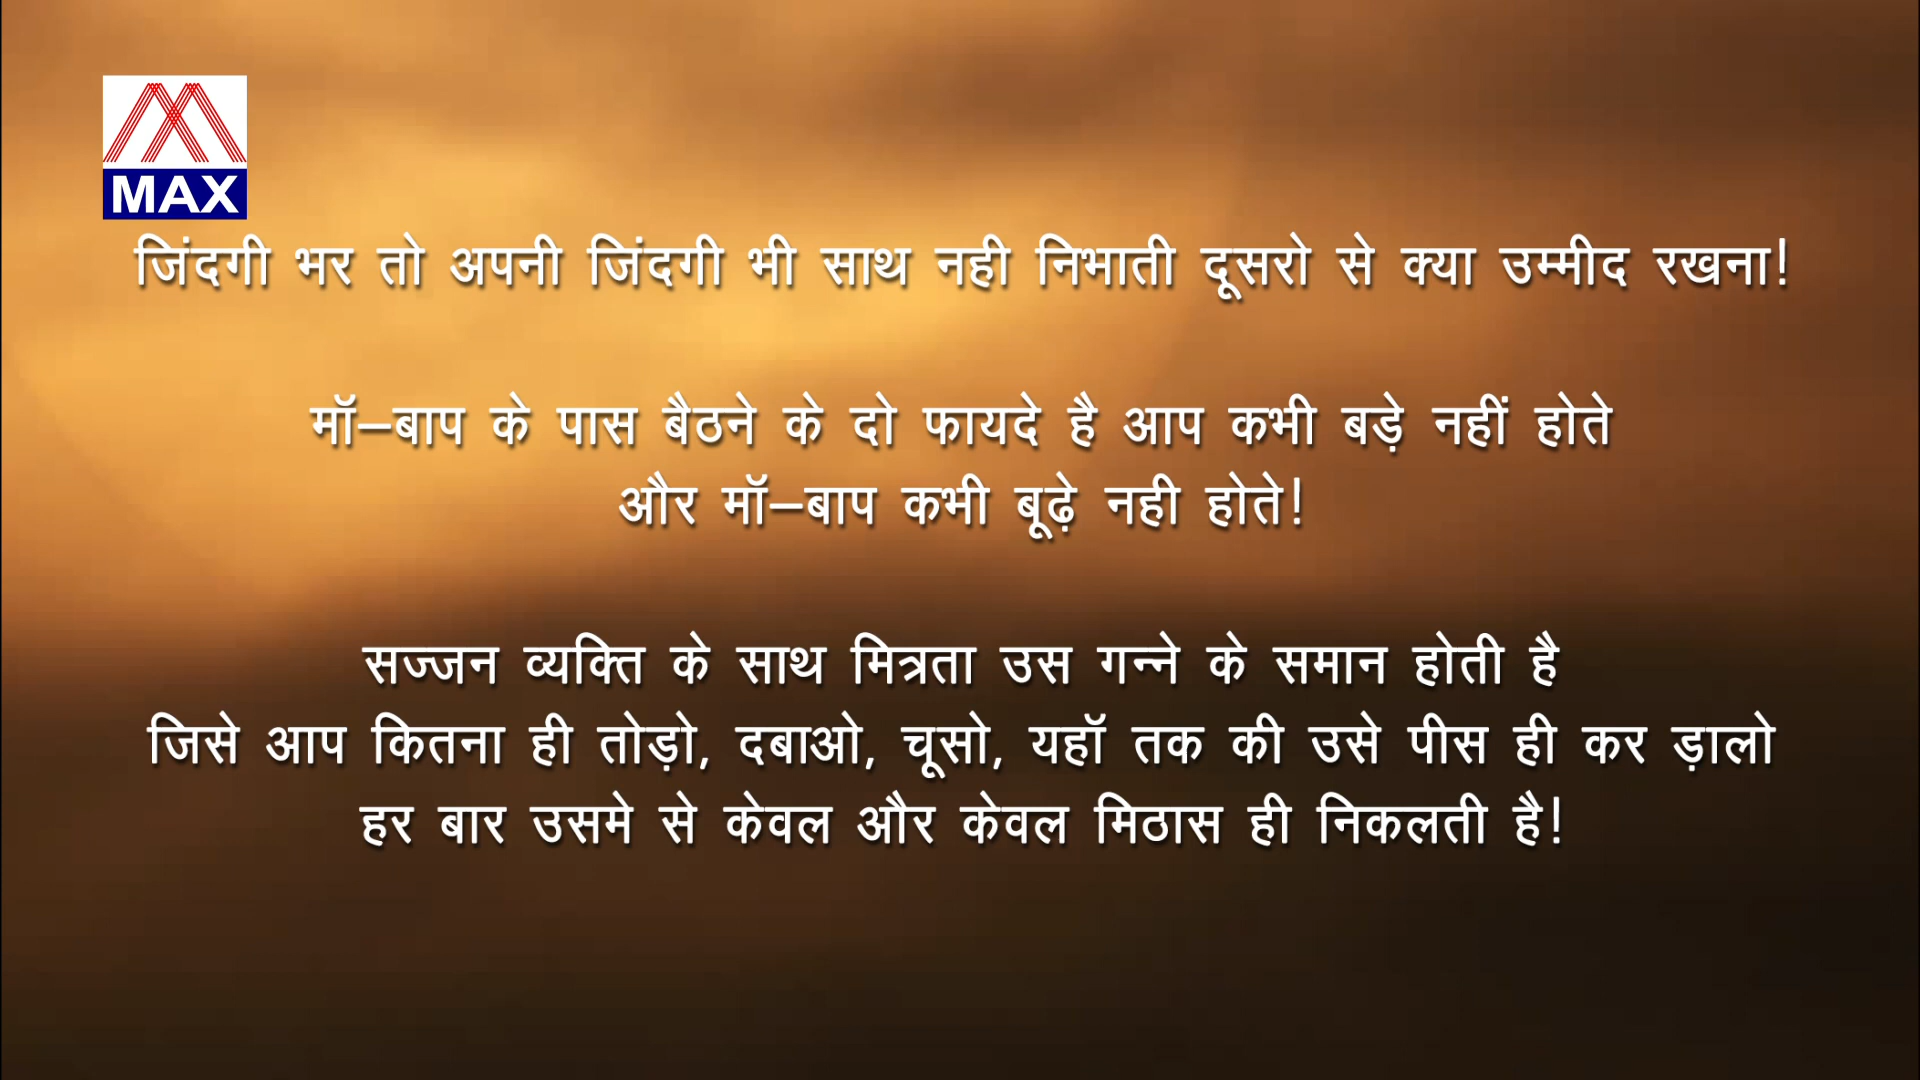 MAX
जिंदगी भर तो अपनी जिंदगी भी साथ नही निभाती दूसरो से क्या उम्मीद रखना!
मॉ–बाप के पास बैठने के दो फायदे है आप कभी बड़े नहीं होते
और मॉ–बाप कभी बूढ़े नही होते!
सज्जन व्यक्ति के साथ मित्रता उस गन्ने के समान होती है
जिसे आप कितना ही तोड़ो, दबाओ, चूसो, यहॉ तक की उसे पीस ही कर ड़ालो
हर बार उसमे से केवल और केवल मिठास ही निकलती है!